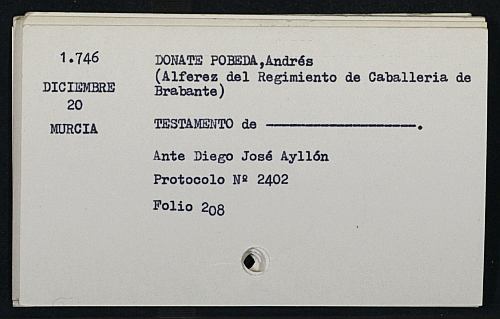 1.746
DICIEMBRE
20
MURCIA
DONATE POBEDA,Andrés
(Alferez del Regimiento de Caballeria de
Brabante)
TESTAMENTO de ----------------.
Ante Diego José Ayllón
Protocolo Nº 2402
Folio 208